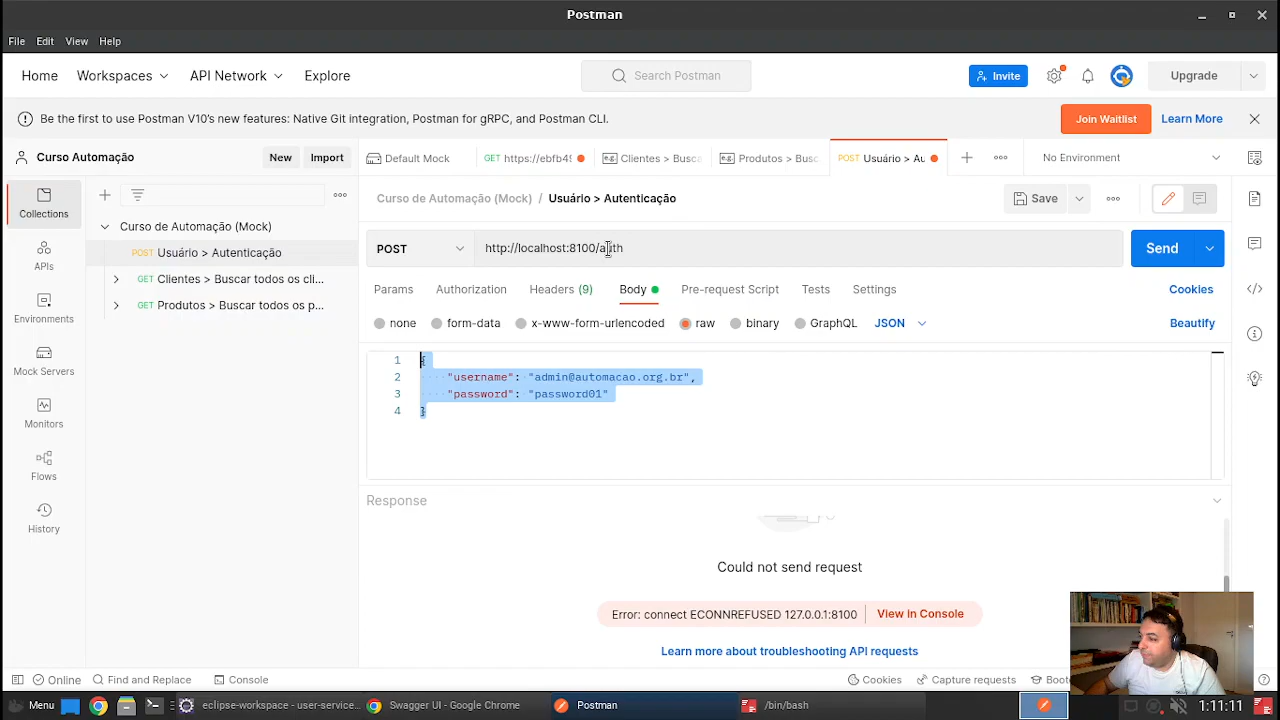 Postman
File Edit View Help
Home Workspaces API Network Explore Search Postman Invite Upgrade
Be the first to use Postman V10's new features: Native Git integration, Postman for gRPC, and Postman CLI. Join Waitlist Learn More
Curso Automação New Import Default Mock GET https://ebfb49 Clientes > Busca Produtos > Busc POST Usuário > Au No Environment
Collections
Curso de Automação (Mock) / Usuário > Autenticação Save
Curso de Automação (Mock)
POST Usuário > Autenticação
GET Clientes > Buscar todos os cli...
GET Produtos > Buscar todos os p...
APIs
Environments
Mock Servers
Monitors
Flows
History
POST http://localhost:8100/auth Send
Params Authorization Headers (9) Body Pre-request Script Tests Settings Cookies
none form-data x-www-form-urlencoded raw binary GraphQL JSON Beautify
1 {
2 "username": "admin@automacao.org.br",
3 "password": "password01"
4 }
Response
Could not send request
Error: connect ECONNREFUSED 127.0.0.1:8100 View in Console
Learn more about troubleshooting API requests
Online Find and Replace Console Cookies Capture requests Boot
Menu eclipse-workspace - user-service... Swagger UI - Google Chrome Postman /bin/bash 1:11:11